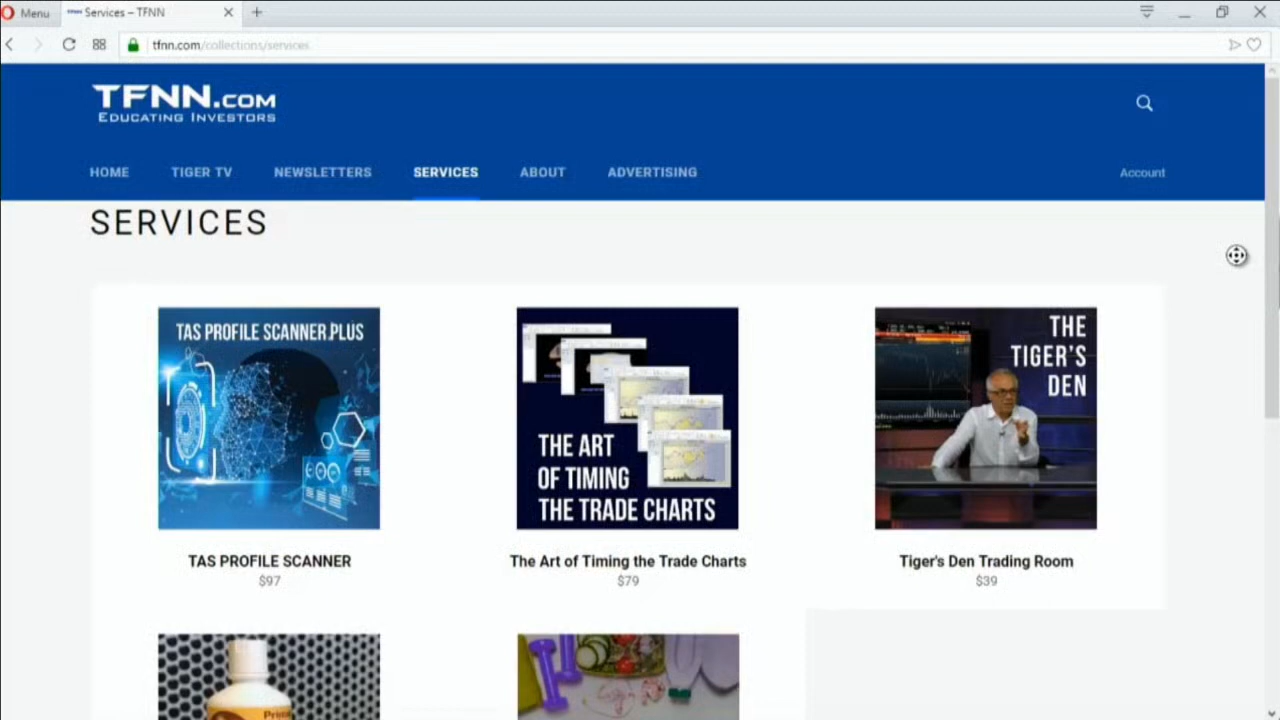 Menu
Services – TFNN
tfnn.com/collections/services
TFNN.COM
EDUCATING INVESTORS
HOME
TIGER TV
NEWSLETTERS
SERVICES
ABOUT
ADVERTISING
Account
SERVICES
TAS PROFILE SCANNER PLUS
THE ART
OF TIMING
THE TRADE CHARTS
THE
TIGER'S
DEN
TAS PROFILE SCANNER
$97
The Art of Timing the Trade Charts
$79
Tiger's Den Trading Room
$39